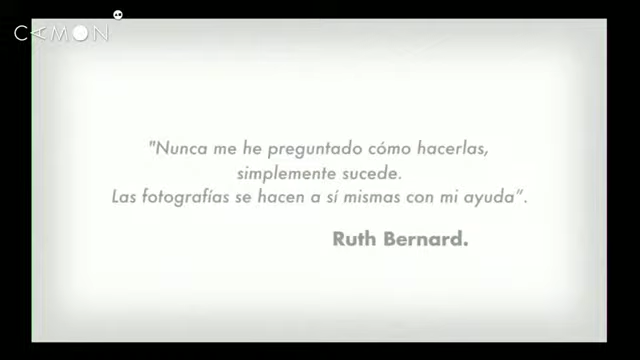 CAMON
"Nunca me he preguntado cómo hacerlas,
simplemente sucede.
Las fotografías se hacen a sí mismas con mi ayuda”.
Ruth Bernard.